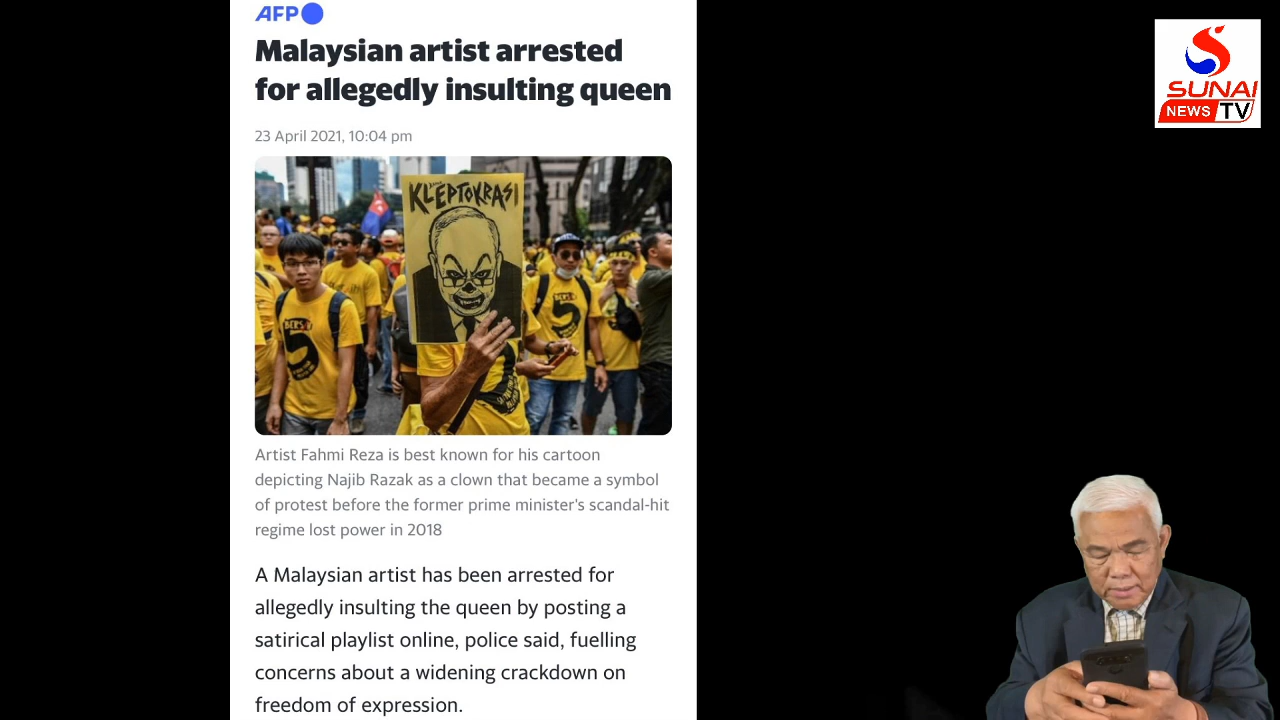 AFP
Malaysian artist arrested
for allegedly insulting queen
23 April 2021, 10:04 pm
KLEPTOKRASI
BERSIH
5
5
Artist Fahmi Reza is best known for his cartoon
depicting Najib Razak as a clown that became a symbol
of protest before the former prime minister's scandal-hit
regime lost power in 2018
A Malaysian artist has been arrested for
allegedly insulting the queen by posting a
satirical playlist online, police said, fuelling
concerns about a widening crackdown on
freedom of expression.
SUNAI
NEWS TV